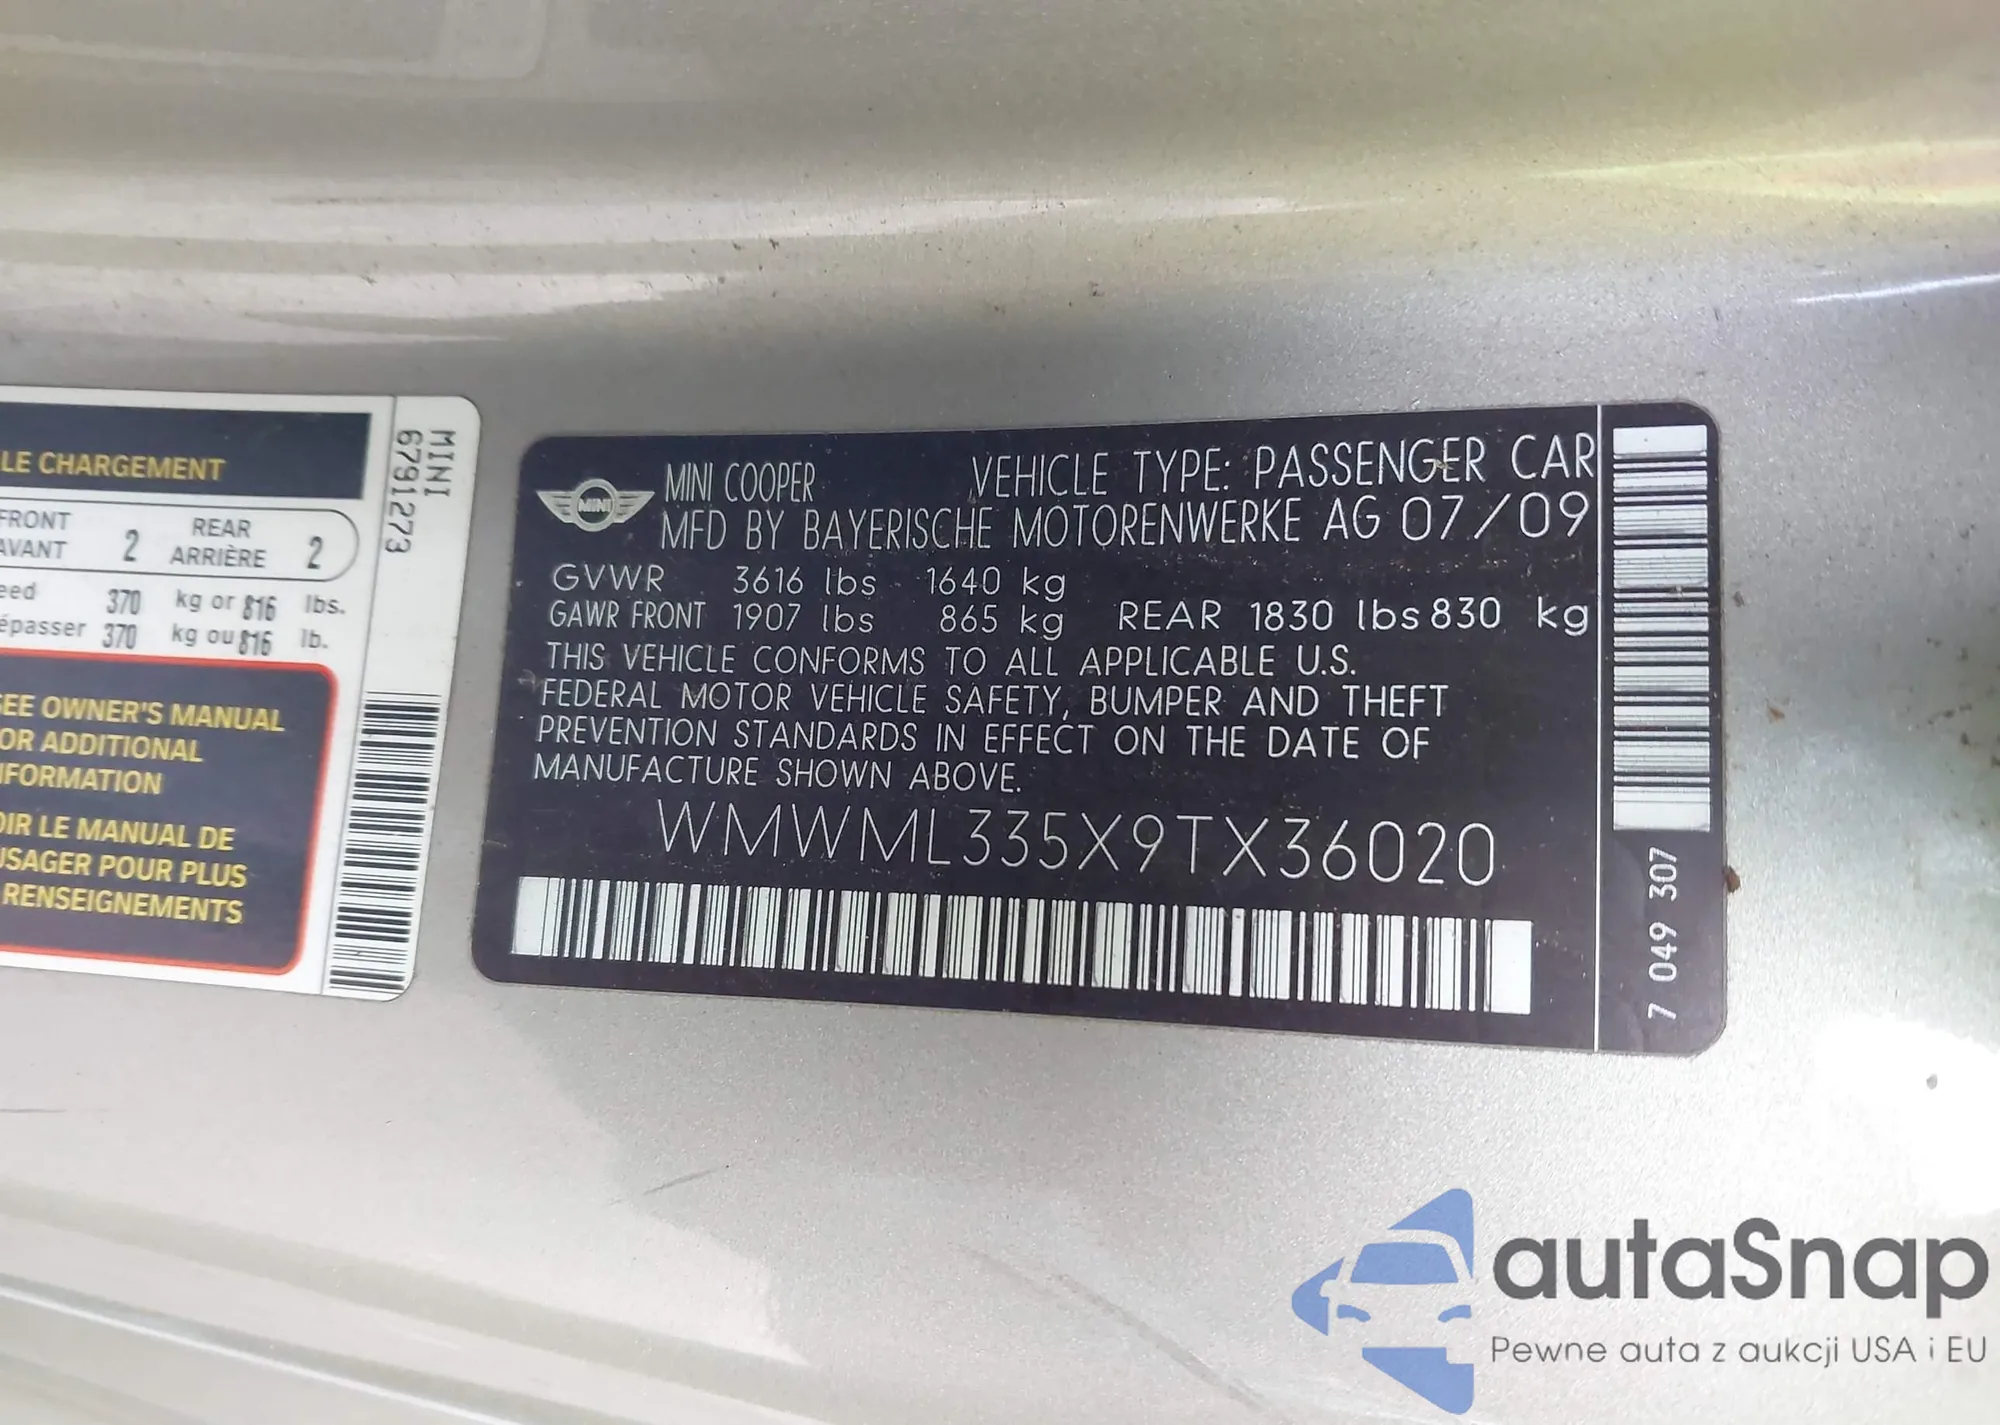 LE CHARGEMENT
FRONT
AVANT 2 REAR
ARRIÈRE 2
eed 370 kg or 816 lbs.
épasser 370 kg ou 816 lb.
SEE OWNER'S MANUAL
OR ADDITIONAL
NFORMATION
OIR LE MANUAL DE
USAGER POUR PLUS
RENSEIGNEMENTS
MINI
6791273
MINI
MINI COOPER VEHICLE TYPE: PASSENGER CAR
MFD BY BAYERISCHE MOTORENWERKE AG 07/09
GVWR 3616 lbs 1640 kg
GAWR FRONT 1907 lbs 865 kg REAR 1830 lbs 830 kg
THIS VEHICLE CONFORMS TO ALL APPLICABLE U.S.
FEDERAL MOTOR VEHICLE SAFETY, BUMPER AND THEFT
PREVENTION STANDARDS IN EFFECT ON THE DATE OF
MANUFACTURE SHOWN ABOVE.
WMWML335X9TX36020
7 049 307
autaSnap
Pewne auta z aukcji USA i EU